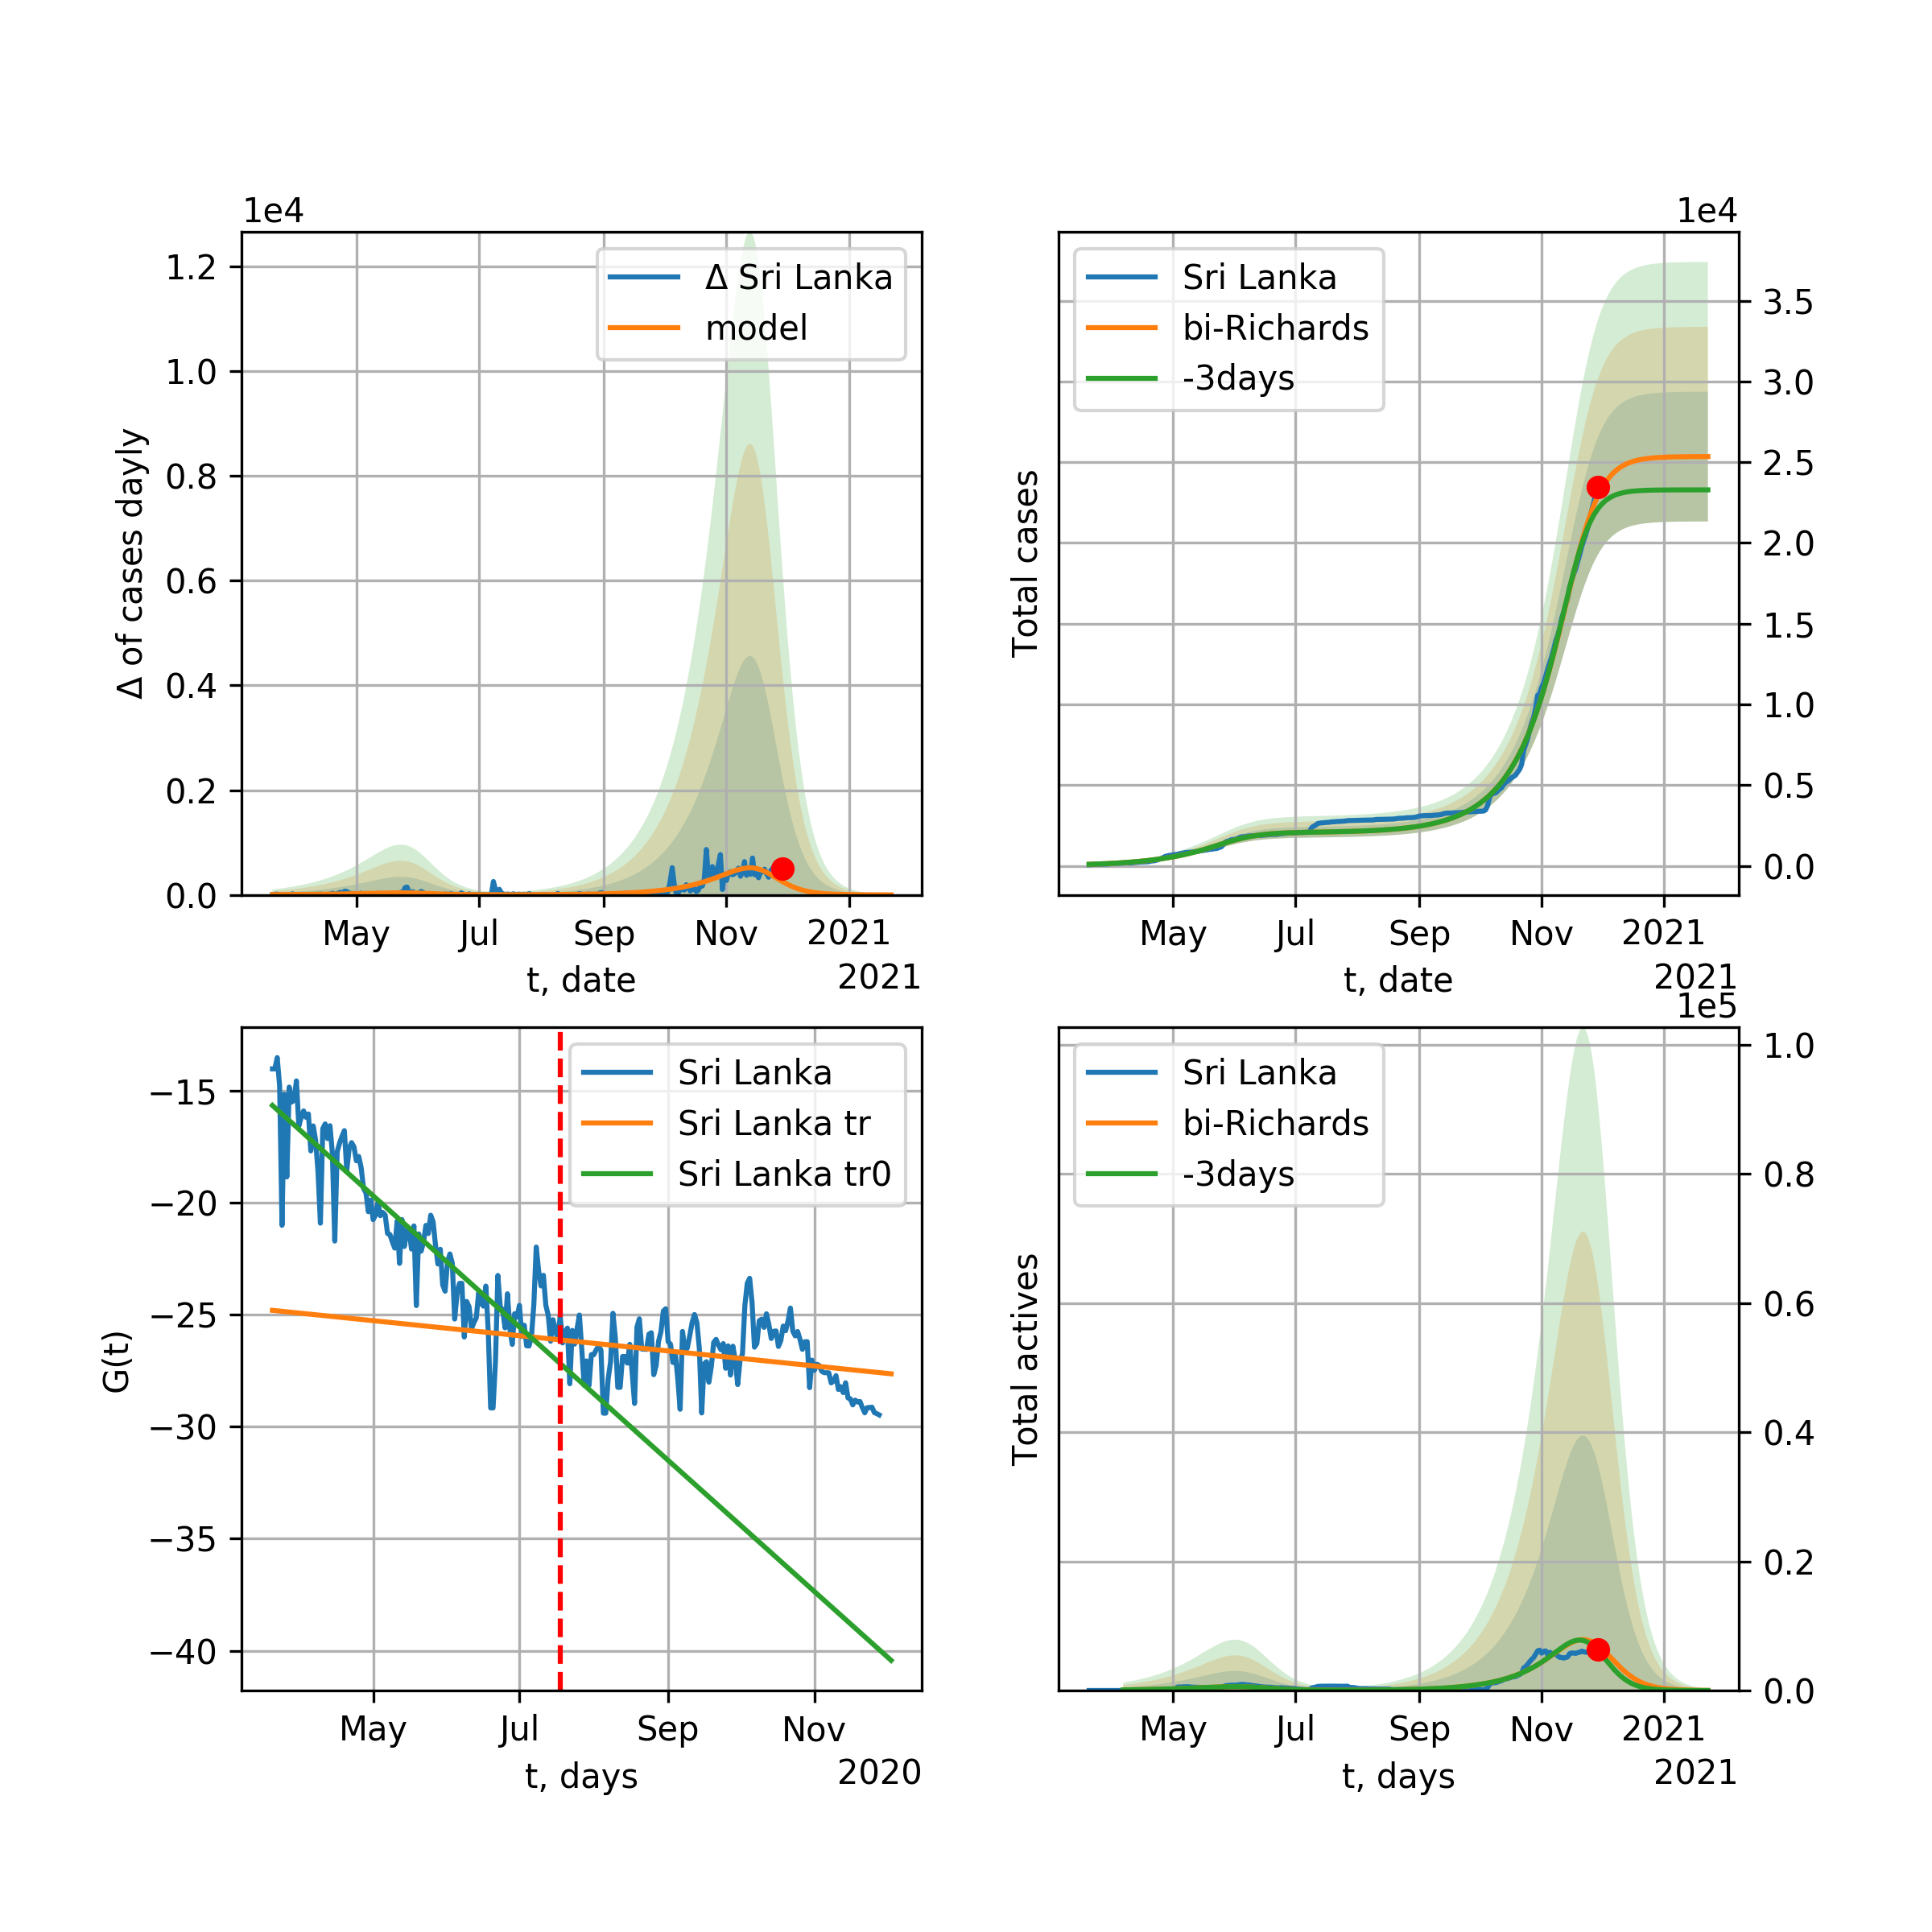 1e4
1.2
1.0
0.8
0.6
0.4
0.2
0.0
Δ of cases dayly
Δ Sri Lanka
model
May Jul Sep Nov 2021
t, date
2021
1e4
3.5
3.0
2.5
2.0
1.5
1.0
0.5
0.0
Total cases
Sri Lanka
bi-Richards
-3days
May Jul Sep Nov 2021
t, date
2021
−15
−20
−25
−30
−35
−40
G(t)
Sri Lanka
Sri Lanka tr
Sri Lanka tr0
May Jul Sep Nov
t, days
2020
1e5
1.0
0.8
0.6
0.4
0.2
0.0
Total actives
Sri Lanka
bi-Richards
-3days
May Jul Sep Nov 2021
t, days
2021